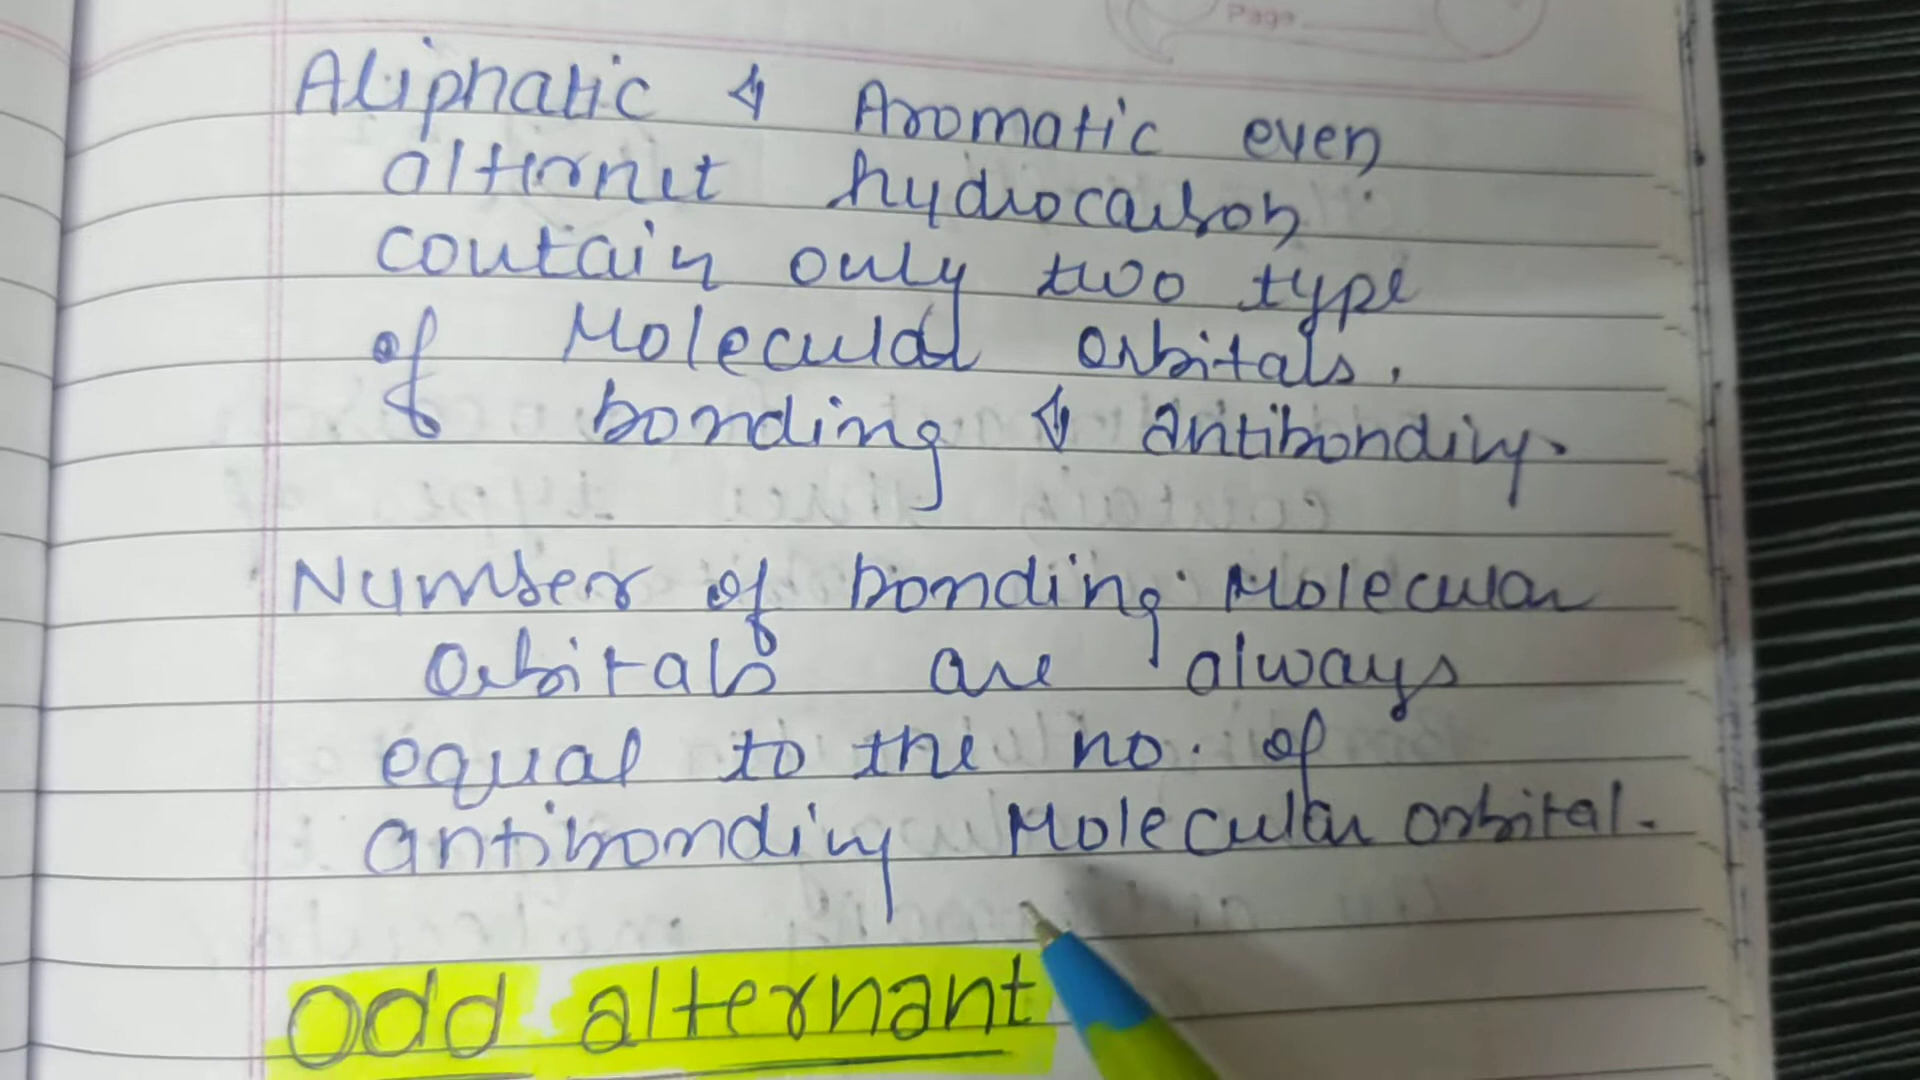 Page
Aliphatic & Aromatic even
alternet hydrocarbon
contain only two type
of Molecular orbitals.
bonding & antibonding.
Number of bonding Molecular
orbitals are always
equal to the no. of
antibonding Molecular orbital.
Odd alternant